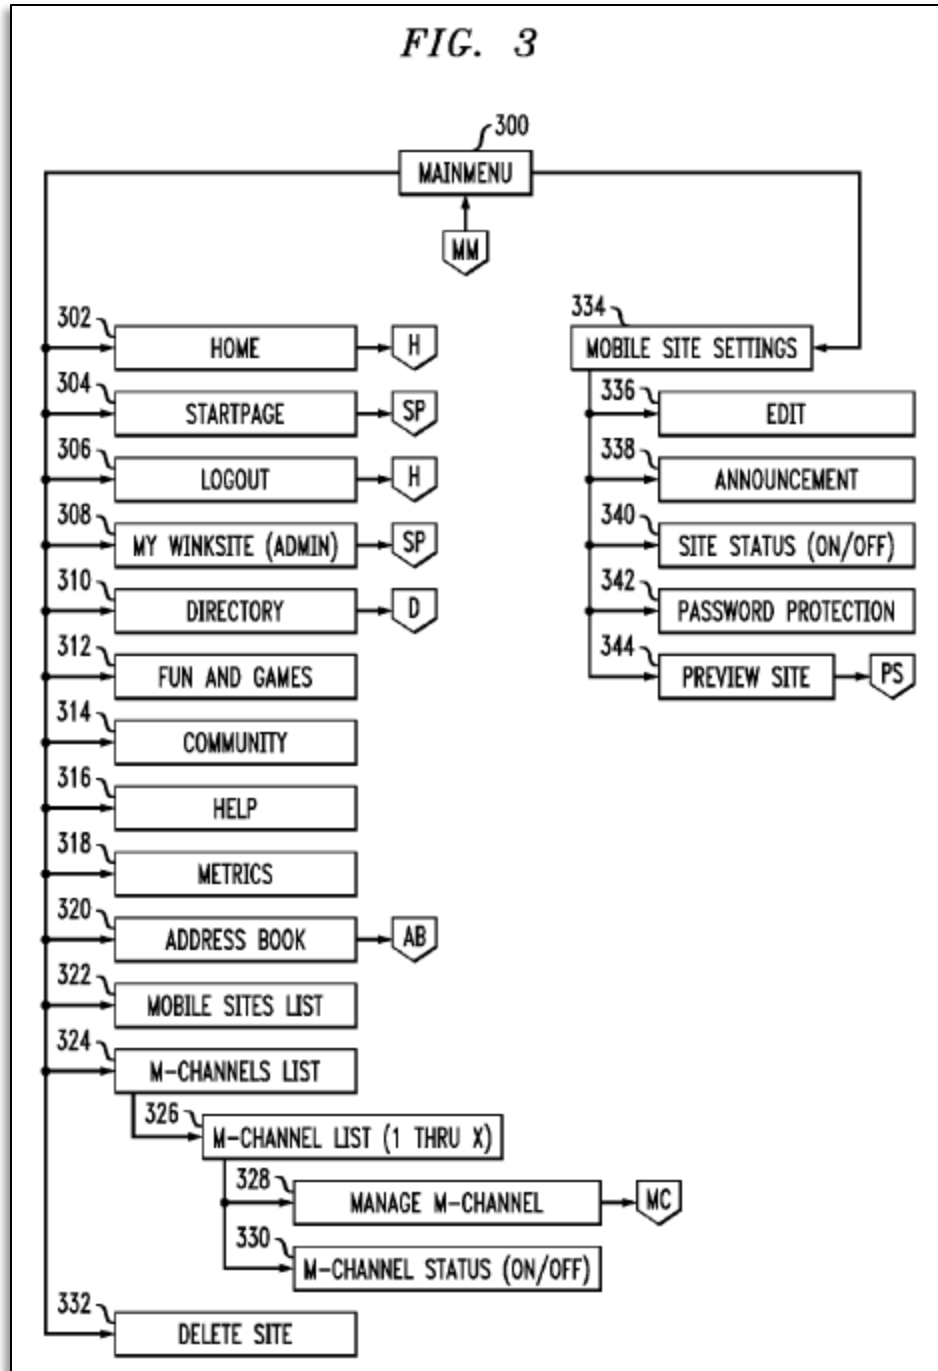 FIG. 3
300
MAINMENU
MM
302
HOME
H
304
STARTPAGE
SP
306
LOGOUT
H
308
MY WINKSITE (ADMIN)
SP
310
DIRECTORY
D
312
FUN AND GAMES
314
COMMUNITY
316
HELP
318
METRICS
320
ADDRESS BOOK
AB
322
MOBILE SITES LIST
324
M-CHANNELS LIST
326
M-CHANNEL LIST (1 THRU X)
328
MANAGE M-CHANNEL
MC
330
M-CHANNEL STATUS (ON/OFF)
332
DELETE SITE
334
MOBILE SITE SETTINGS
336
EDIT
338
ANNOUNCEMENT
340
SITE STATUS (ON/OFF)
342
PASSWORD PROTECTION
344
PREVIEW SITE
PS